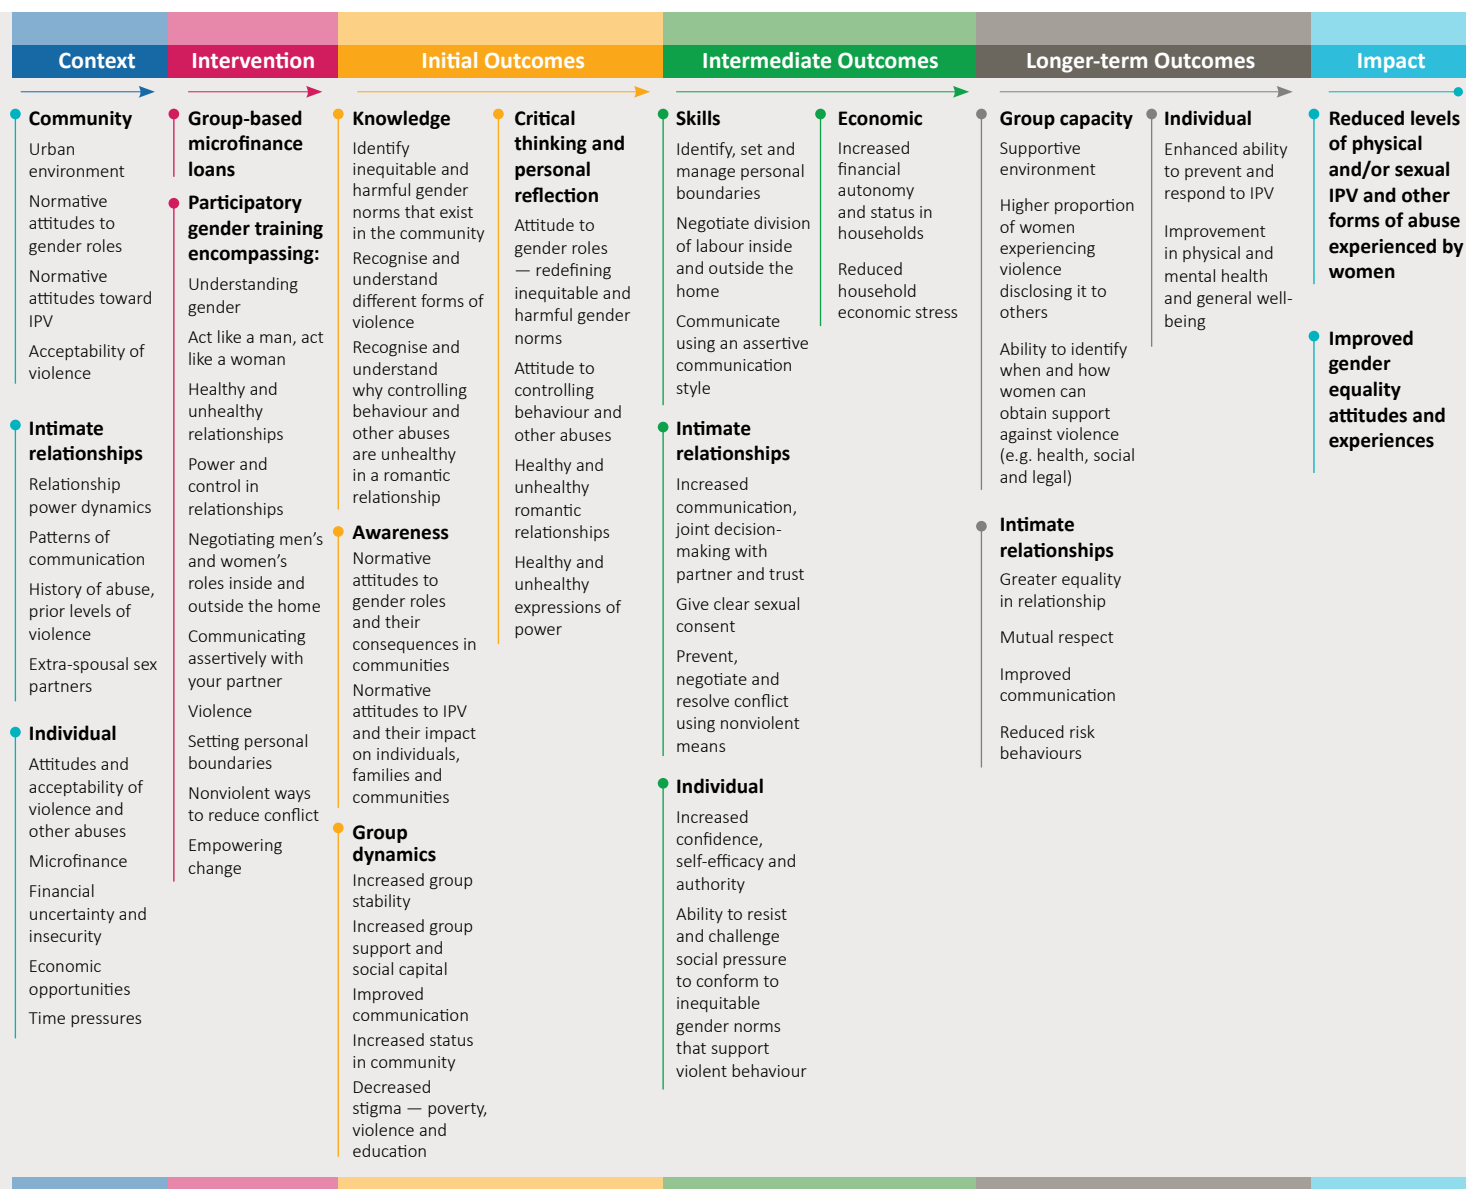 Context
Intervention
Initial Outcomes
Intermediate Outcomes
Longer-term Outcomes
Impact
Community
Urban
environment
Normative
attitudes to
gender roles
Normative
attitudes toward
IPV
Acceptability of
violence
Intimate
relationships
Relationship
power dynamics
Patterns of
communication
History of abuse,
prior levels of
violence
Extra-spousal sex
partners
Individual
Attitudes and
acceptability of
violence and
other abuses
Microfinance
Financial
uncertainty and
insecurity
Economic
opportunities
Time pressures
Group-based
microfinance
loans
Participatory
gender training
encompassing:
Understanding
gender
Act like a man, act
like a woman
Healthy and
unhealthy
relationships
Power and
control in
relationships
Negotiating men’s
and women’s
roles inside and
outside the home
Communicating
assertively with
your partner
Violence
Setting personal
boundaries
Nonviolent ways
to reduce conflict
Empowering
change
Knowledge
Identify
inequitable and
harmful gender
norms that exist
in the community
Recognise and
understand
different forms of
violence
Recognise and
understand
why controlling
behaviour and
other abuses
are unhealthy
in a romantic
relationship
Awareness
Normative
attitudes to
gender roles
and their
consequences in
communities
Normative
attitudes to IPV
and their impact
on individuals,
families and
communities
Group
dynamics
Increased group
stability
Increased group
support and
social capital
Improved
communication
Increased status
in community
Decreased
stigma — poverty,
violence and
education
Critical
thinking and
personal
reflection
Attitude to
gender roles
— redefining
inequitable and
harmful gender
norms
Attitude to
controlling
behaviour and
other abuses
Healthy and
unhealthy
romantic
relationships
Healthy and
unhealthy
expressions of
power
Skills
Identify, set and
manage personal
boundaries
Negotiate division
of labour inside
and outside the
home
Communicate
using an assertive
communication
style
Intimate
relationships
Increased
communication,
joint decision-
making with
partner and trust
Give clear sexual
consent
Prevent,
negotiate and
resolve conflict
using nonviolent
means
Individual
Increased
confidence,
self-efficacy and
authority
Ability to resist
and challenge
social pressure
to conform to
inequitable
gender norms
that support
violent behaviour
Economic
Increased
financial
autonomy
and status in
households
Reduced
household
economic stress
Group capacity
Supportive
environment
Higher proportion
of women
experiencing
violence
disclosing it to
others
Ability to identify
when and how
women can
obtain support
against violence
(e.g. health, social
and legal)
Intimate
relationships
Greater equality
in relationship
Mutual respect
Improved
communication
Reduced risk
behaviours
Individual
Enhanced ability
to prevent and
respond to IPV
Improvement
in physical and
mental health
and general well-
being
Reduced levels
of physical
and/or sexual
IPV and other
forms of abuse
experienced by
women
Improved
gender
equality
attitudes and
experiences